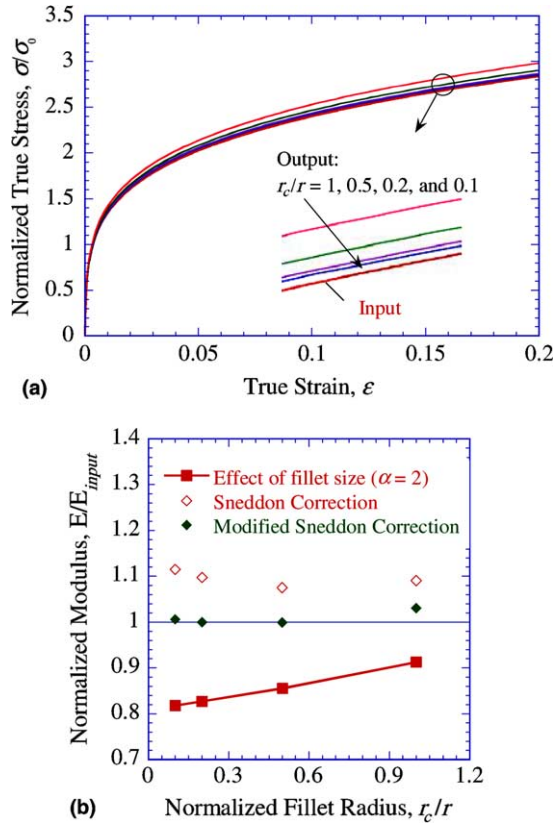 3.5
3
2.5
2
1.5
1
0.5
0
Normalized True Stress, σ/σ₀
Output:
r_c/r = 1, 0.5, 0.2, and 0.1
Input
0 0.05 0.1 0.15 0.2
(a) True Strain, ε
1.4
1.3
1.2
1.1
1
0.9
0.8
0.7
Normalized Modulus, E/E_input
Effect of fillet size (α = 2)
Sneddon Correction
Modified Sneddon Correction
0 0.3 0.6 0.9 1.2
(b) Normalized Fillet Radius, r_c/r